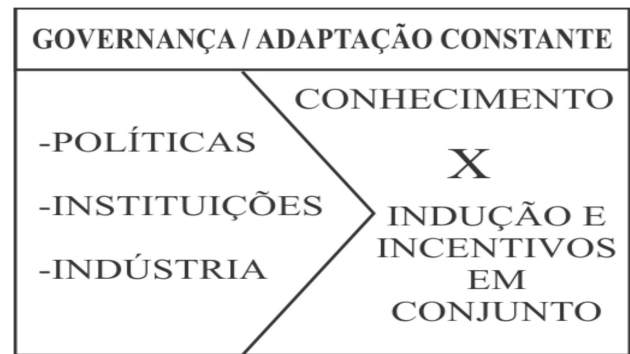 GOVERNANÇA / ADAPTAÇÃO CONSTANTE
-POLÍTICAS
-INSTITUIÇÕES
-INDÚSTRIA
CONHECIMENTO
X
INDUÇÃO E
INCENTIVOS
EM
CONJUNTO